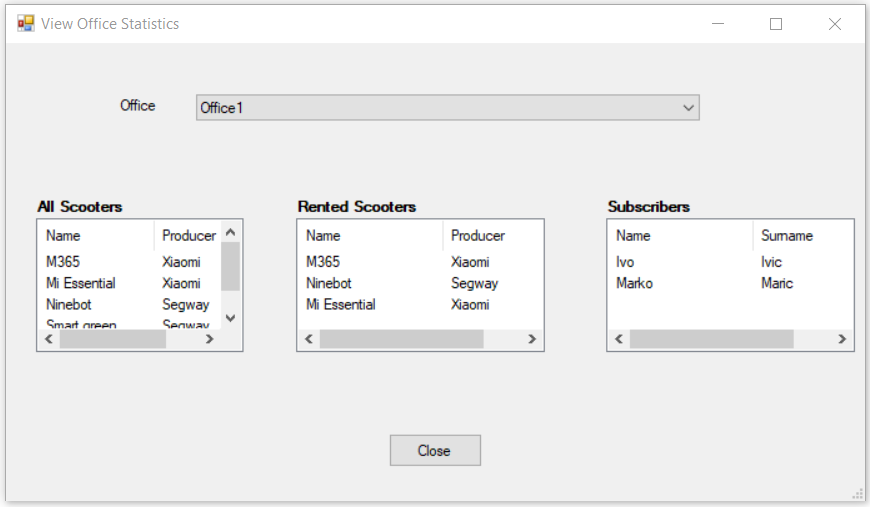 View Office Statistics
Office Office1
All Scooters
Name Producer
M365 Xiaomi
Mi Essential Xiaomi
Ninebot Segway
Smart green Segway
Rented Scooters
Name Producer
M365 Xiaomi
Ninebot Segway
Mi Essential Xiaomi
Subscribers
Name Surname
Ivo Ivic
Marko Maric
Close